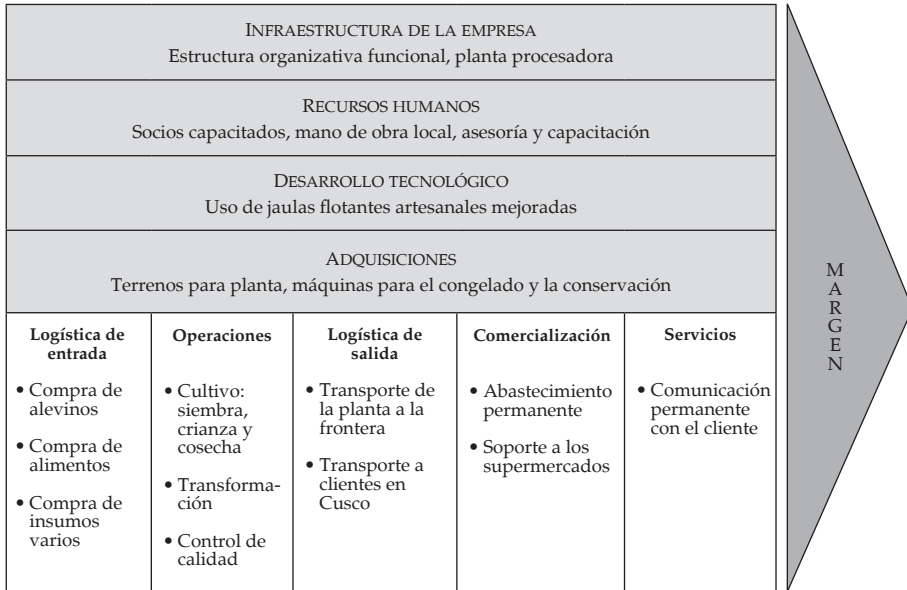 INFRAESTRUCTURA DE LA EMPRESA
Estructura organizativa funcional, planta procesadora
RECURSOS HUMANOS
Socios capacitados, mano de obra local, asesoría y capacitación
DESARROLLO TECNOLÓGICO
Uso de jaulas flotantes artesanales mejoradas
ADQUISICIONES
Terrenos para planta, máquinas para el congelado y la conservación
Logística de
entrada
• Compra de
alevinos
• Compra de
alimentos
• Compra de
insumos
varios
Operaciones
• Cultivo:
siembra,
crianza y
cosecha
• Transforma-
ción
• Control de
calidad
Logística de
salida
• Transporte de
la planta a la
frontera
• Transporte a
clientes en
Cusco
Comercialización
• Abastecimiento
permanente
• Soporte a los
supermercados
Servicios
• Comunicación
permanente
con el cliente
M
A
R
G
E
N